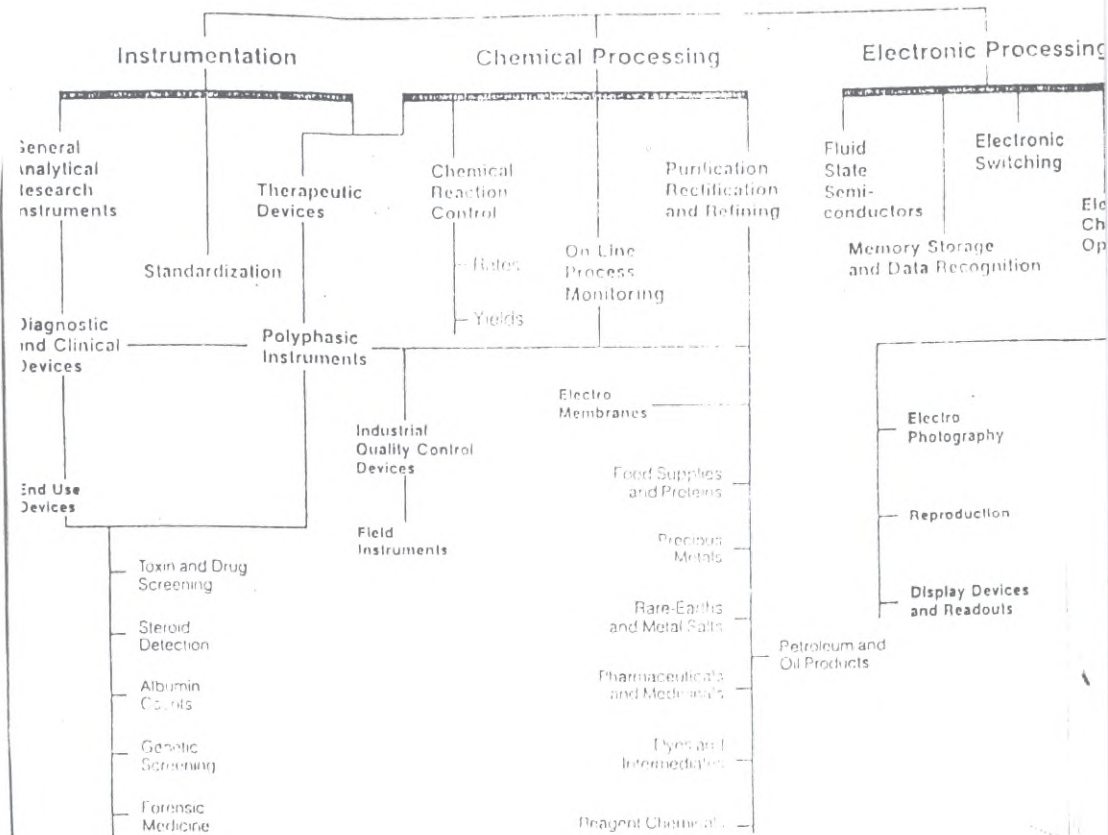 Instrumentation
Chemical Processing
Electronic Processing
General
Analytical
Research
Instruments
Therapeutic
Devices
Standardization
Diagnostic
and Clinical
Devices
Polyphasic
Instruments
End Use
Devices
Toxin and Drug
Screening
Steroid
Detection
Albumin
Counts
Genetic
Screening
Forensic
Medicine
Chemical
Reaction
Control
Rates
Yields
On Line
Process
Monitoring
Purification
Rectification
and Refining
Industrial
Quality Control
Devices
Field
Instruments
Electro
Membranes
Food Supplies
and Proteins
Precious
Metals
Rare-Earths
and Metal Salts
Petroleum and
Oil Products
Pharmaceuticals
and Medicinals
Dyes and
Intermediates
Reagent Chemicals
Fluid
State
Semi-
conductors
Electronic
Switching
Memory Storage
and Data Recognition
Ele
Ch
Op
Electro
Photography
Reproduction
Display Devices
and Readouts